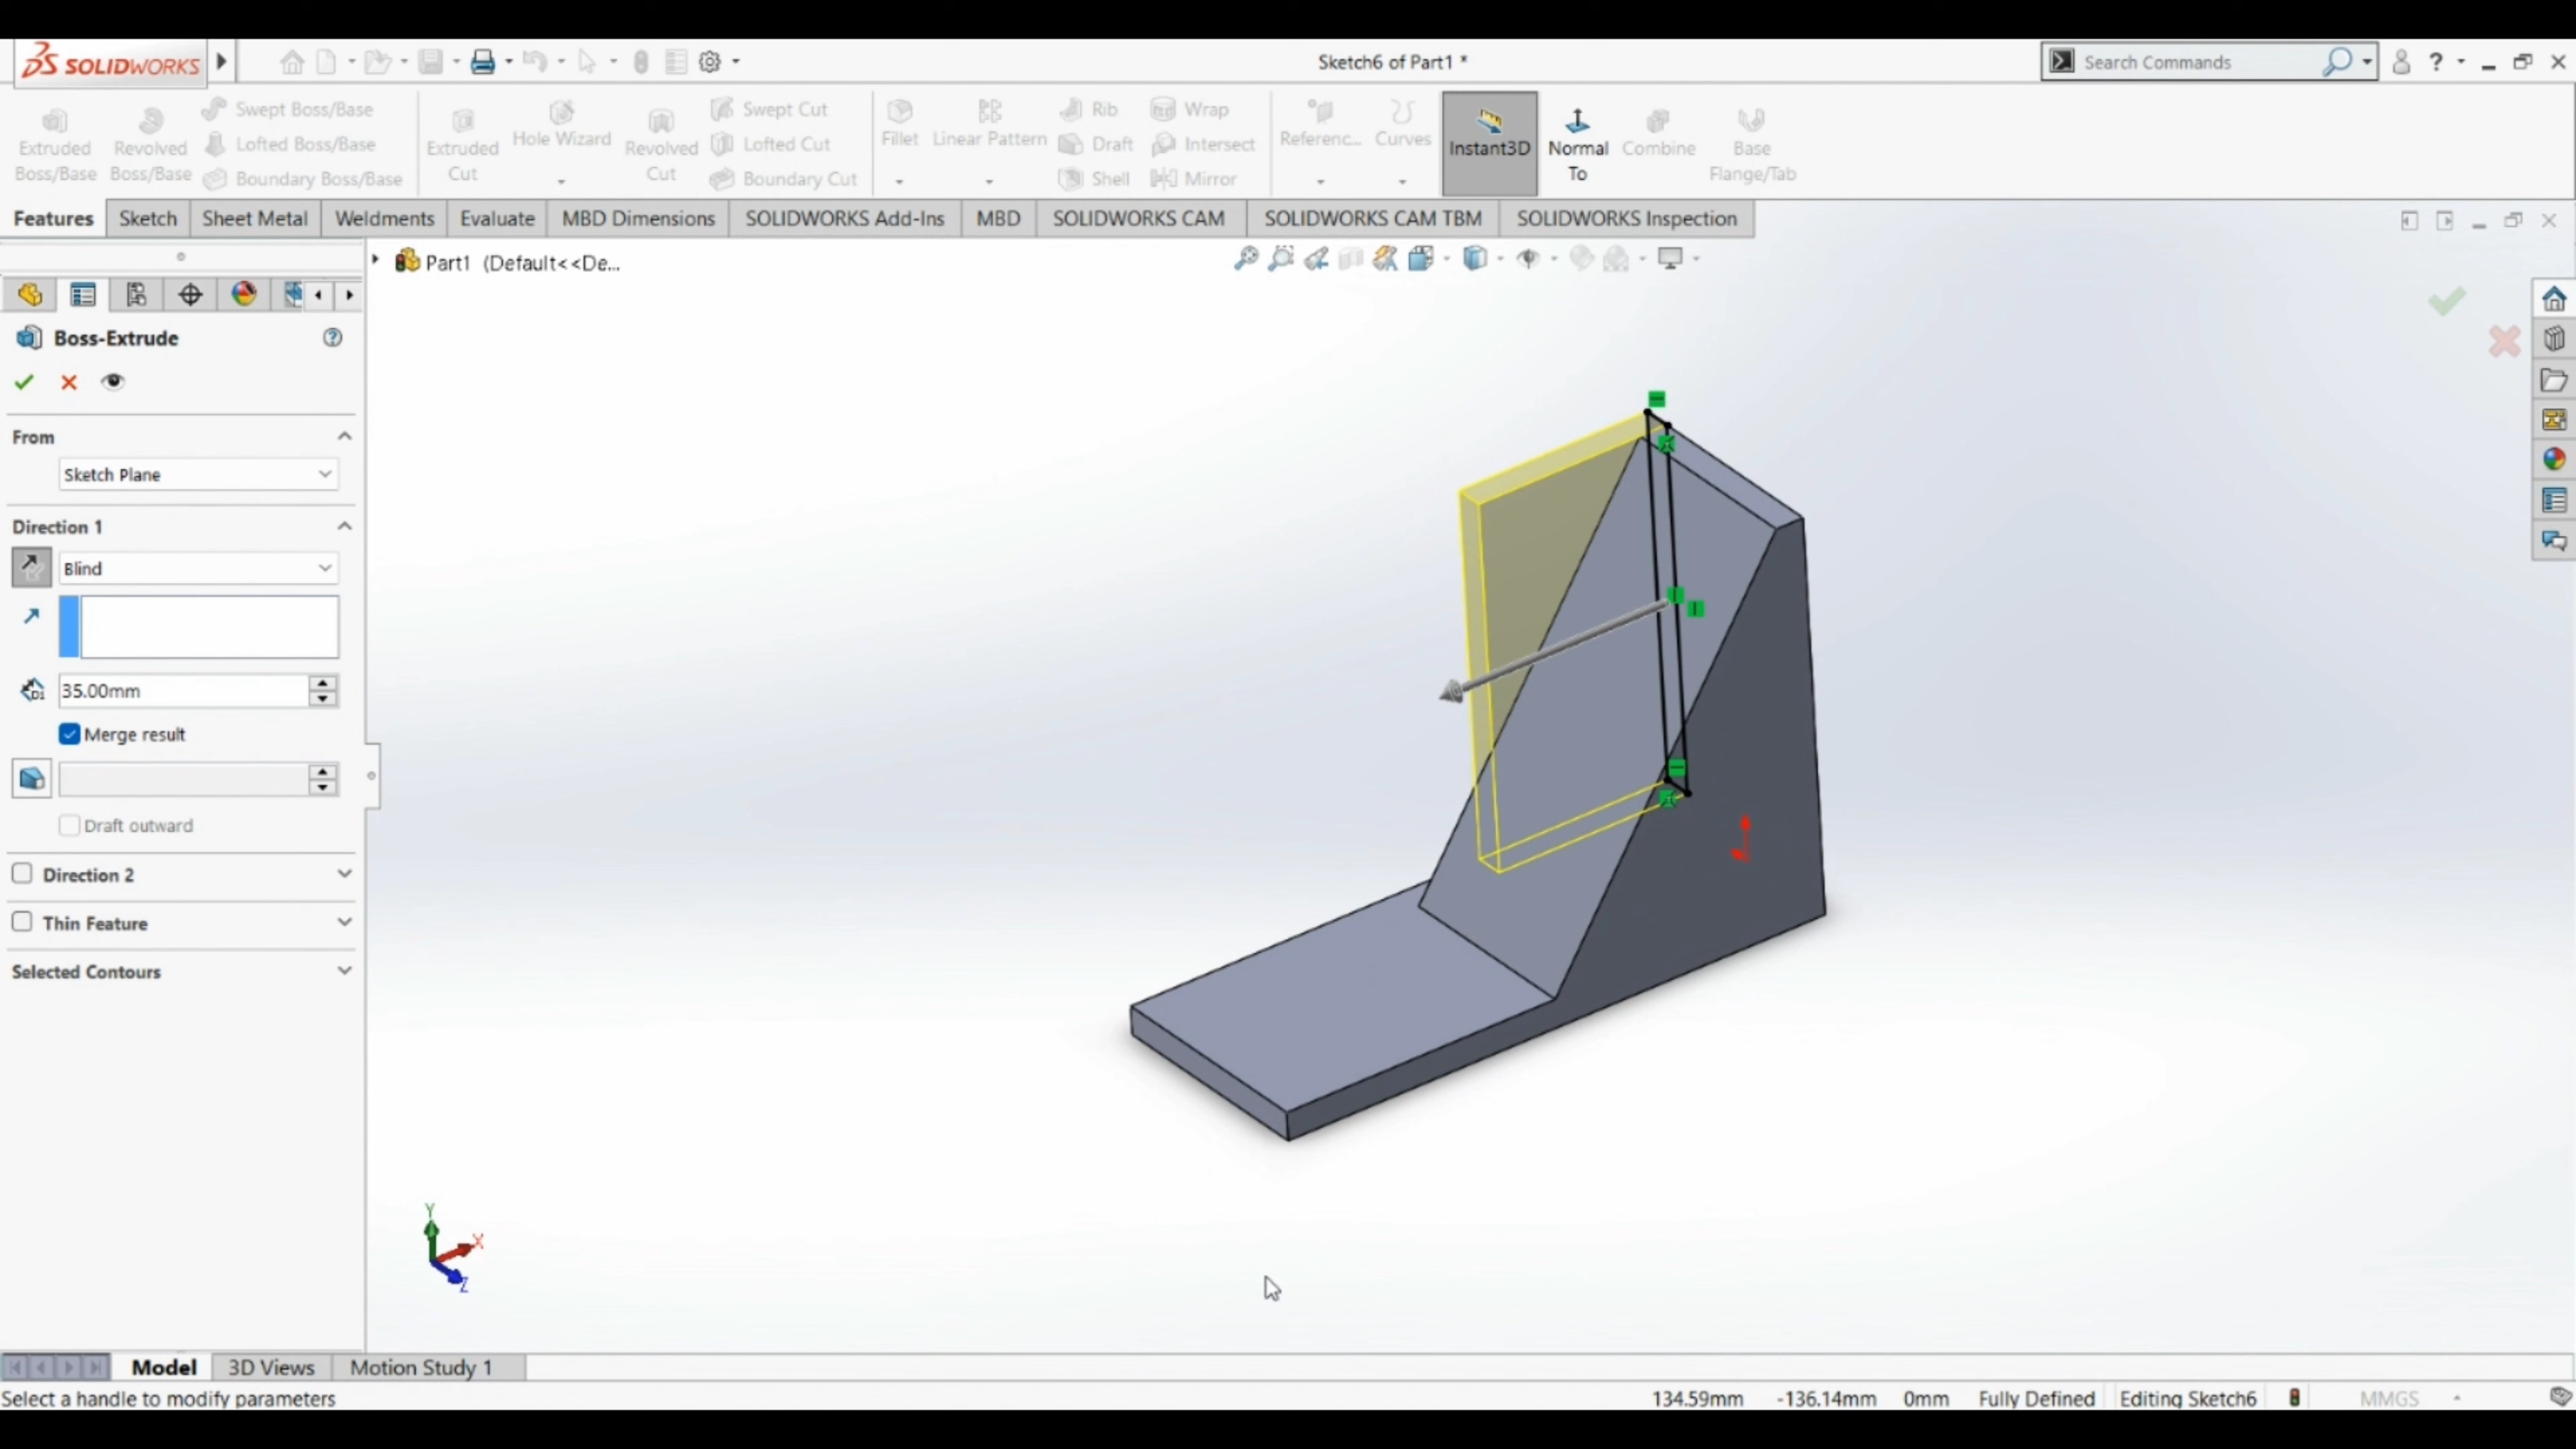 SOLIDWORKS
Sketch6 of Part1 *
Search Commands
?
Extruded Boss/Base
Revolved Boss/Base
Swept Boss/Base
Lofted Boss/Base
Boundary Boss/Base
Extruded Cut
Hole Wizard
Revolved Cut
Swept Cut
Lofted Cut
Boundary Cut
Fillet
Linear Pattern
Rib
Draft
Shell
Wrap
Intersect
Mirror
Referenc...
Curves
Instant3D
Normal To
Combine
Base Flange/Tab
Features
Sketch
Sheet Metal
Weldments
Evaluate
MBD Dimensions
SOLIDWORKS Add-Ins
MBD
SOLIDWORKS CAM
SOLIDWORKS CAM TBM
SOLIDWORKS Inspection
Part1 (Default<<De...
Boss-Extrude
From
Sketch Plane
Direction 1
Blind
35.00mm
Merge result
Draft outward
Direction 2
Thin Feature
Selected Contours
Y
X
Z
Model
3D Views
Motion Study 1
Select a handle to modify parameters
134.59mm
-136.14mm
0mm
Fully Defined
Editing Sketch6
MMGS